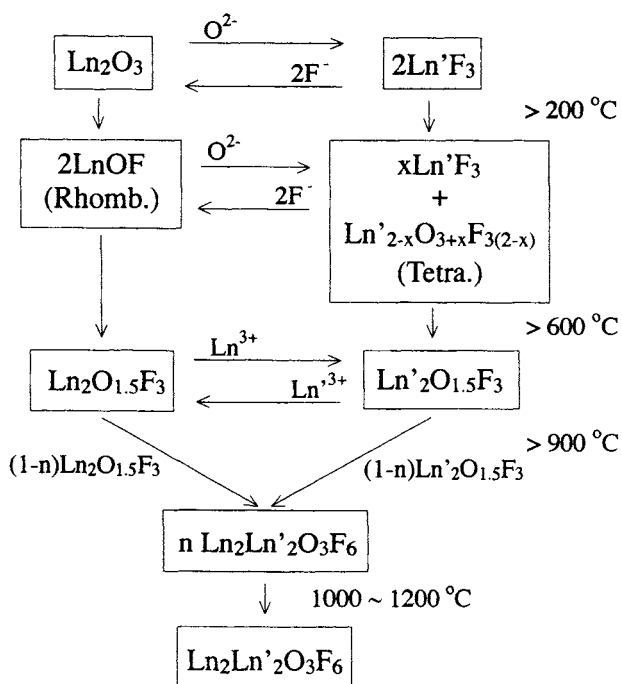 O²⁻
Ln₂O₃
2Ln'F₃
2F⁻
> 200 °C
2LnOF
(Rhomb.)
O²⁻
2F⁻
xLn'F₃
+
Ln'₂₋ₓO₃₊ₓF₃₍₂₋ₓ₎
(Tetra.)
> 600 °C
Ln³⁺
Ln₂O₁.₅F₃
Ln'₂O₁.₅F₃
Ln'³⁺
> 900 °C
(1-n)Ln₂O₁.₅F₃
(1-n)Ln'₂O₁.₅F₃
n Ln₂Ln'₂O₃F₆
1000 ~ 1200 °C
Ln₂Ln'₂O₃F₆